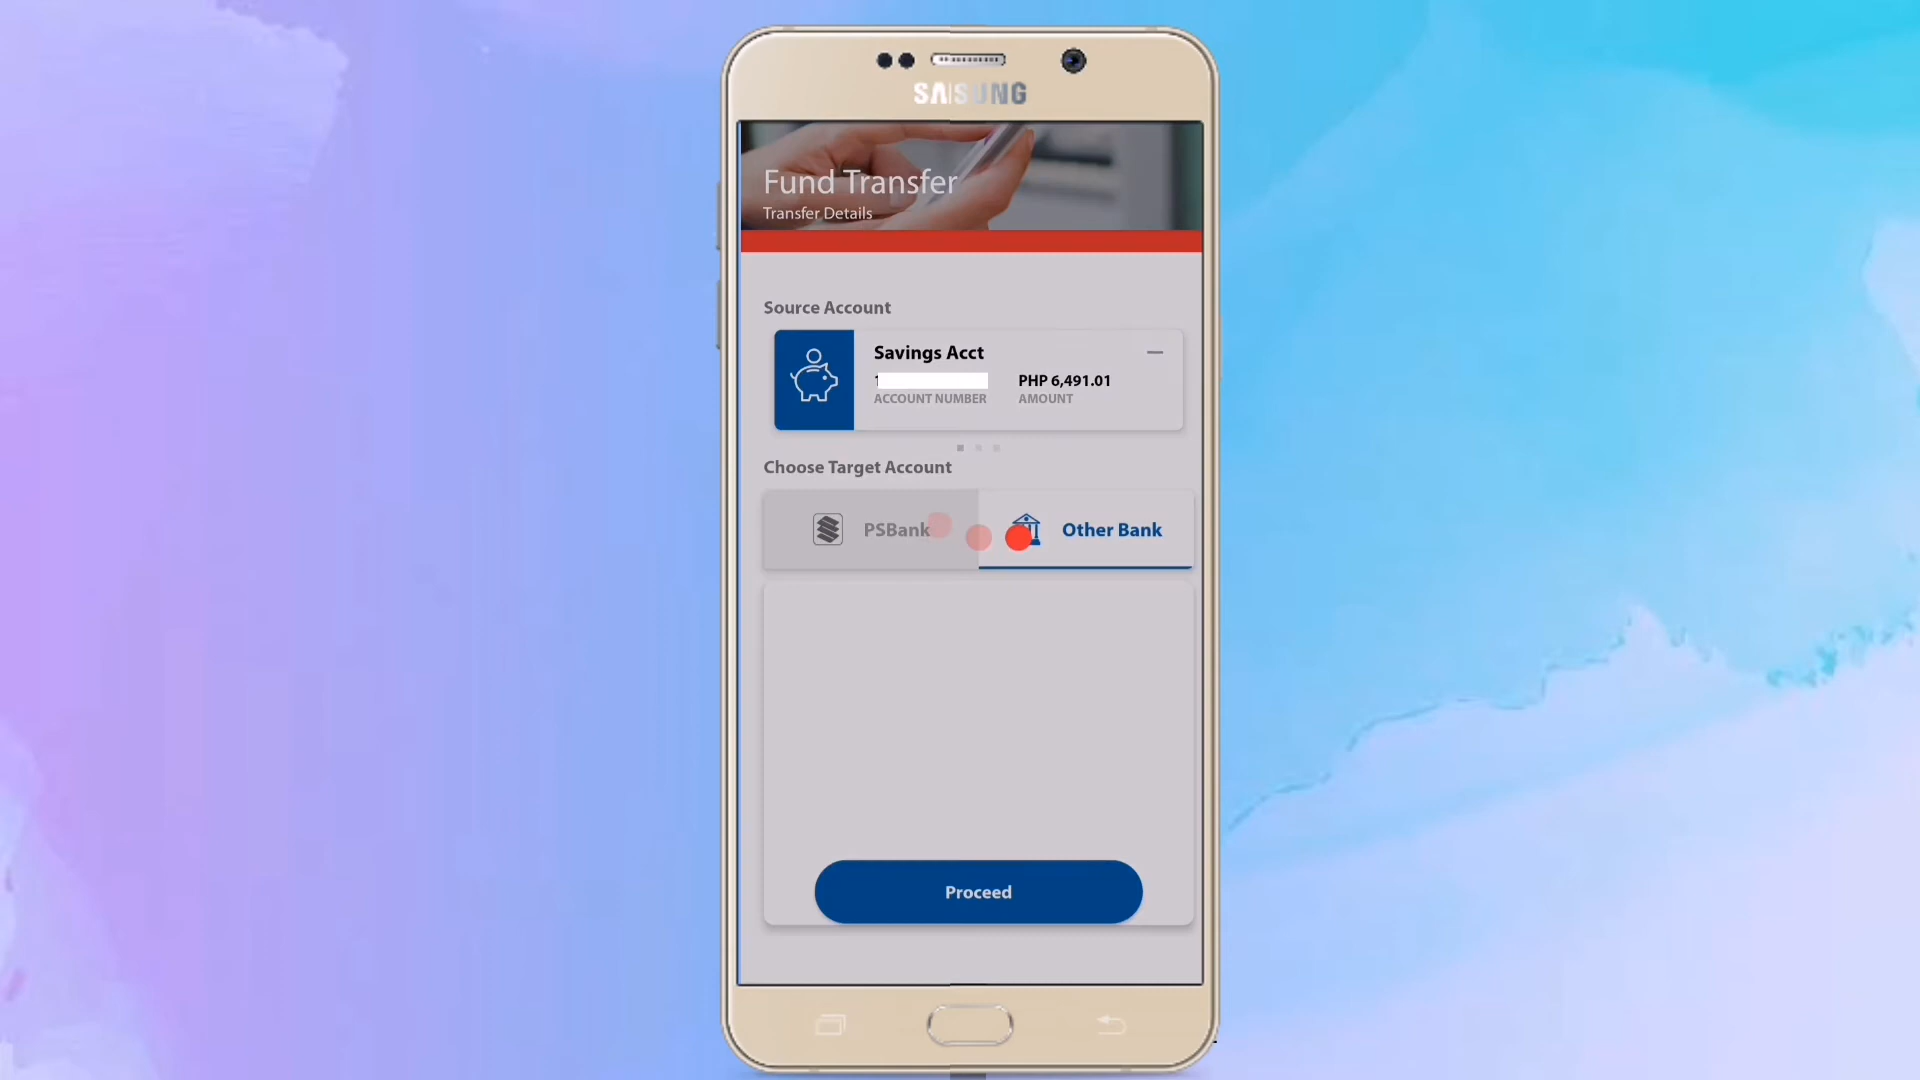 SAMSUNG
Fund Transfer
Transfer Details
Source Account
Savings Acct
PHP 6,491.01
ACCOUNT NUMBER AMOUNT
Choose Target Account
PSBank Other Bank
Proceed